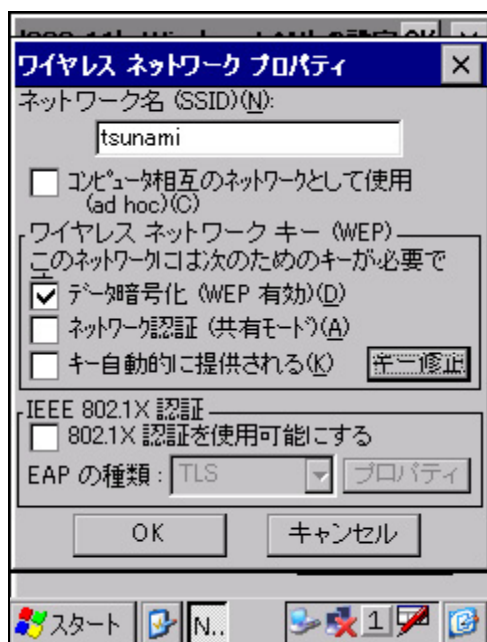 ワイヤレス ネットワーク プロパティ
ネットワーク名 (SSID)(N):
tsunami
コンピュータ相互のネットワークとして使用
(ad hoc)(C)
ワイヤレス ネットワーク キー (WEP)
このネットワークには次のためのキーが必要で
データ暗号化 (WEP 有効)(D)
ネットワーク認証 (共有モード)(A)
キー自動的に提供される(K) キー修正
IEEE 802.1X 認証
802.1X 認証を使用可能にする
EAP の種類 : TLS プロパティ
OK キャンセル
スタート N.. 1